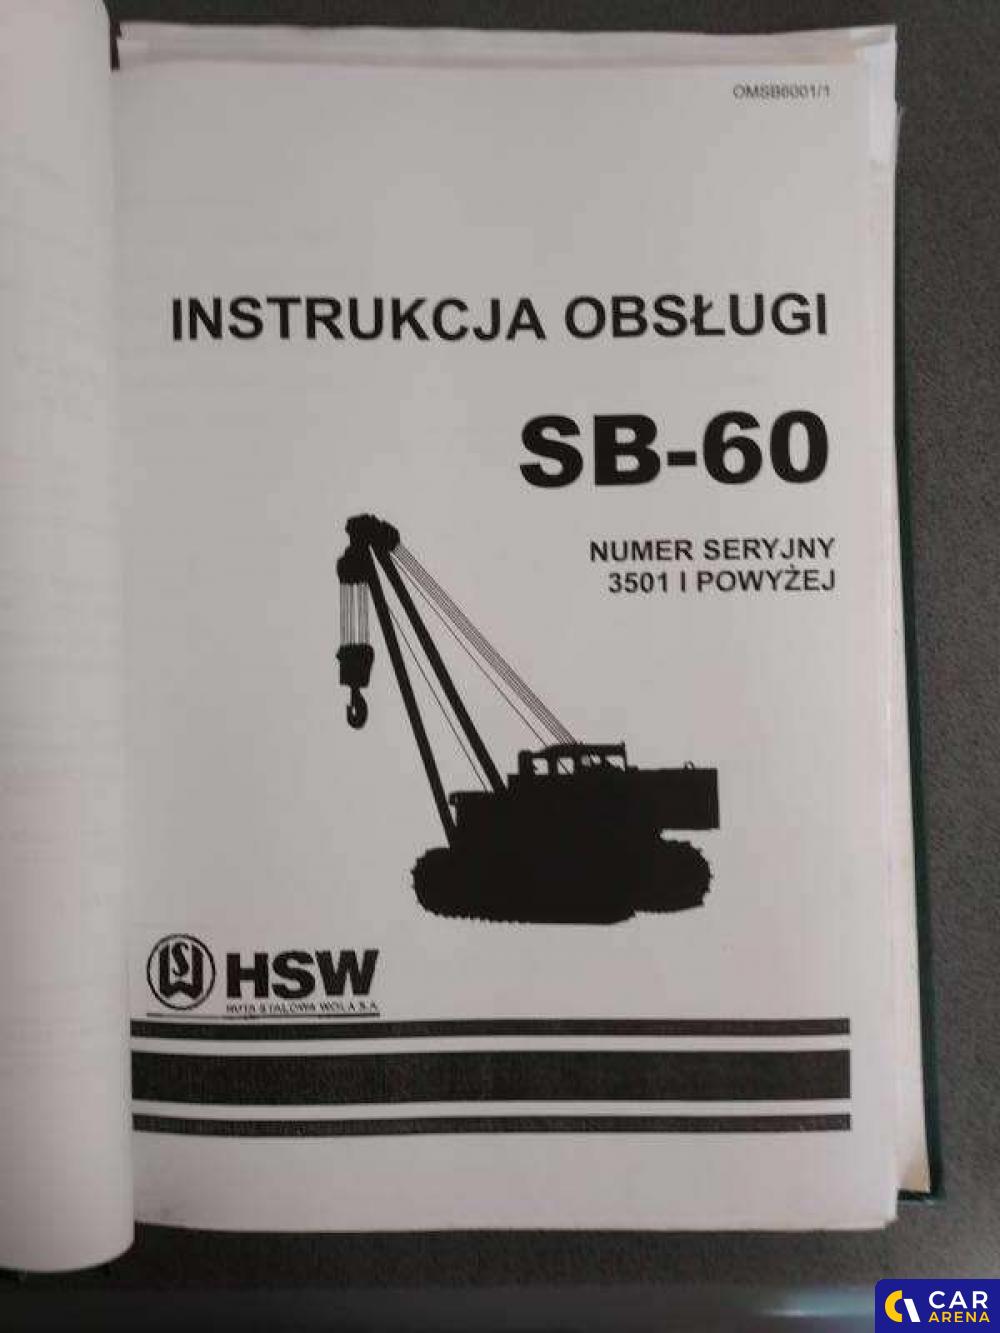 OMSB6001/1
INSTRUKCJA OBSŁUGI
SB-60
NUMER SERYJNY
3501 I POWYŻEJ
HSW
HUTA STALOWA WOLA S.A.
CAR
ARENA